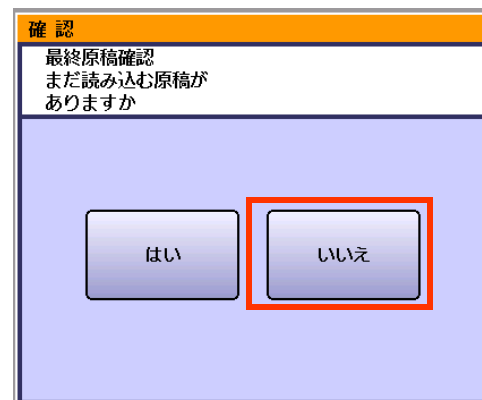 確認
最終原稿確認
まだ読み込む原稿が
ありますか
はい
いいえ